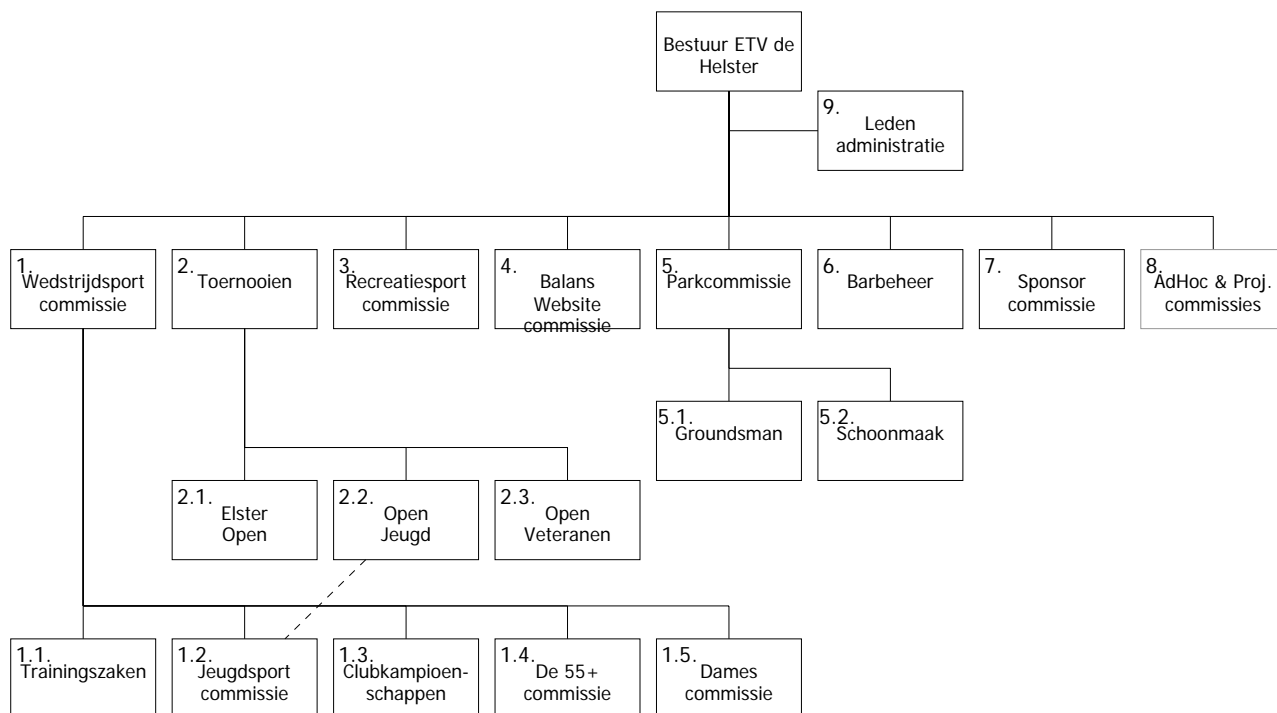 Bestuur ETV de
Helster
9.
Leden
administratie
1.
Wedstrijdsport
commissie
2.
Toernooien
3.
Recreatiesport
commissie
4.
Balans
Website
commissie
5.
Parkcommissie
6.
Barbeheer
7.
Sponsor
commissie
8.
AdHoc & Proj.
commissies
5.1.
Groundsman
5.2.
Schoonmaak
2.1.
Elster
Open
2.2.
Open
Jeugd
2.3.
Open
Veteranen
1.1.
Trainingszaken
1.2.
Jeugdsport
commissie
1.3.
Clubkampioen-
schappen
1.4.
De 55+
commissie
1.5.
Dames
commissie